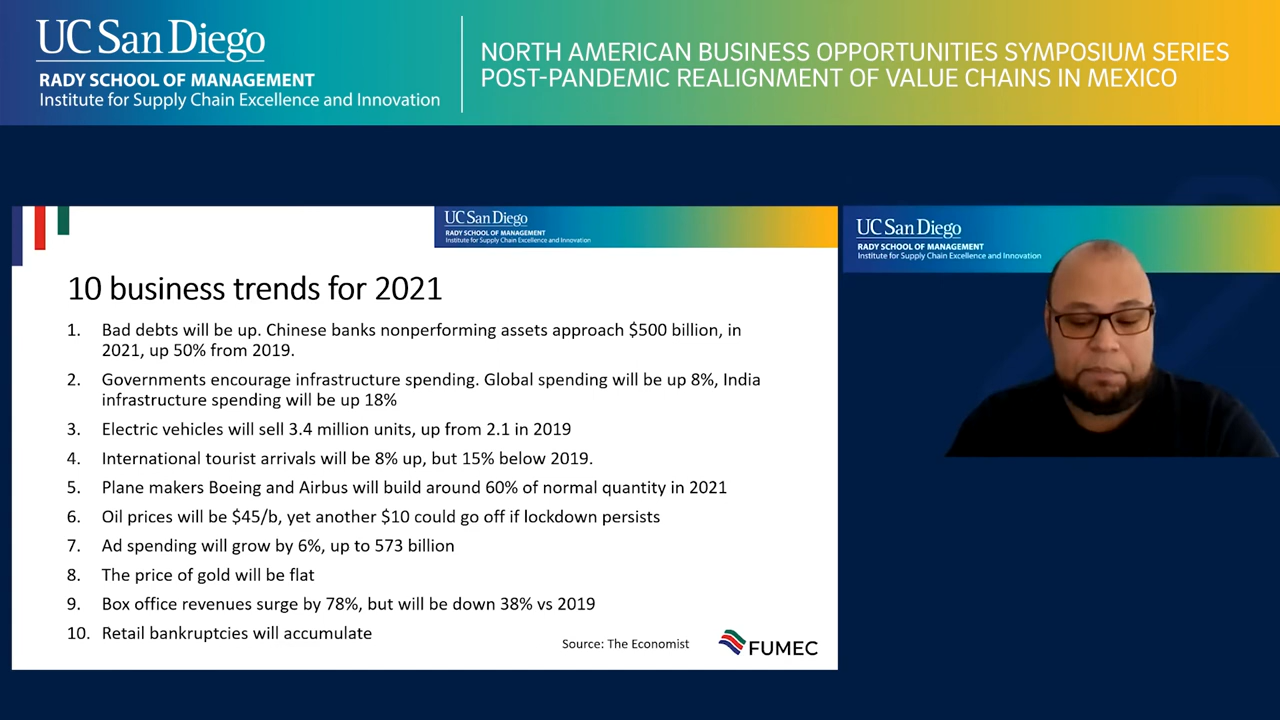 UC San Diego
RADY SCHOOL OF MANAGEMENT
Institute for Supply Chain Excellence and Innovation
NORTH AMERICAN BUSINESS OPPORTUNITIES SYMPOSIUM SERIES
POST-PANDEMIC REALIGNMENT OF VALUE CHAINS IN MEXICO
UC San Diego
RADY SCHOOL OF MANAGEMENT
Institute for Supply Chain Excellence and Innovation
10 business trends for 2021
1. Bad debts will be up. Chinese banks nonperforming assets approach $500 billion, in
2021, up 50% from 2019.
2. Governments encourage infrastructure spending. Global spending will be up 8%, India
infrastructure spending will be up 18%
3. Electric vehicles will sell 3.4 million units, up from 2.1 in 2019
4. International tourist arrivals will be 8% up, but 15% below 2019.
5. Plane makers Boeing and Airbus will build around 60% of normal quantity in 2021
6. Oil prices will be $45/b, yet another $10 could go off if lockdown persists
7. Ad spending will grow by 6%, up to 573 billion
8. The price of gold will be flat
9. Box office revenues surge by 78%, but will be down 38% vs 2019
10. Retail bankruptcies will accumulate
Source: The Economist
FUMEC
UC San Diego
RADY SCHOOL OF MANAGEMENT
Institute for Supply Chain Excellence and Innovation